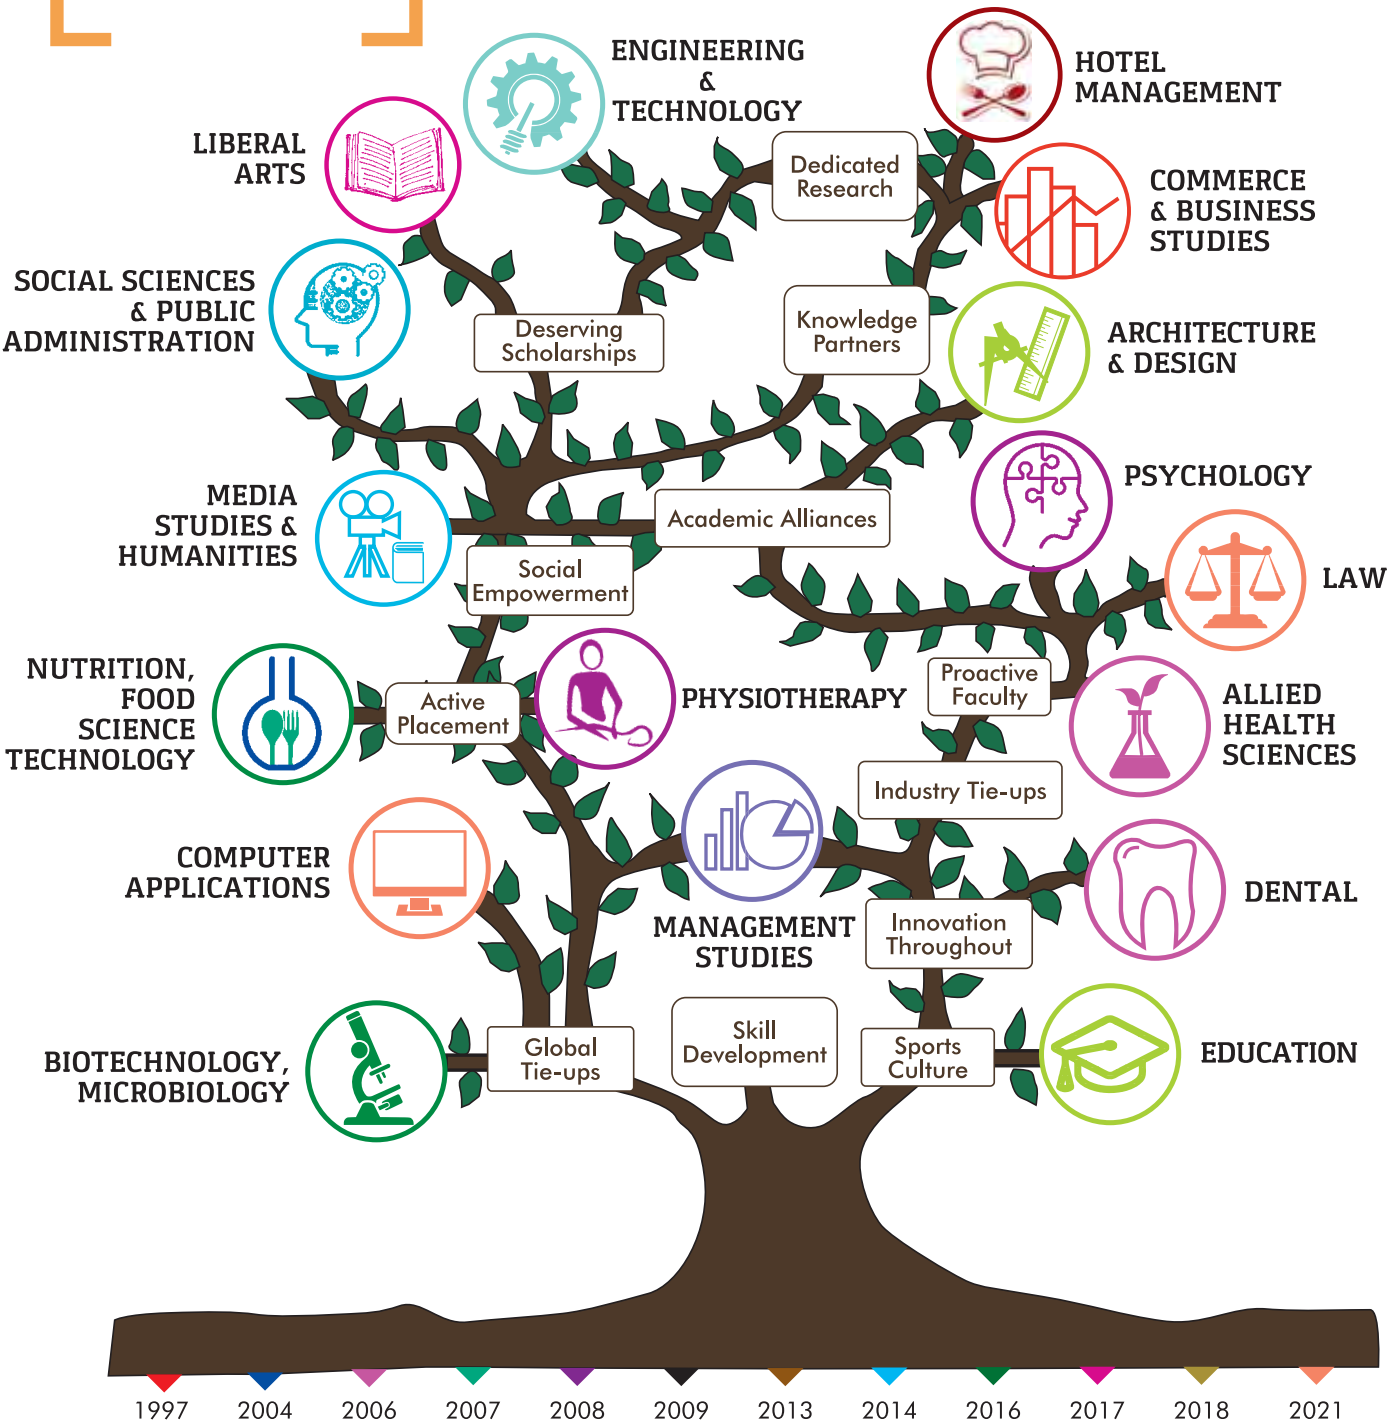 ENGINEERING
&
TECHNOLOGY
HOTEL
MANAGEMENT
LIBERAL
ARTS
Dedicated
Research
COMMERCE
& BUSINESS
STUDIES
SOCIAL SCIENCES
& PUBLIC
ADMINISTRATION
Deserving
Scholarships
Knowledge
Partners
ARCHITECTURE
& DESIGN
PSYCHOLOGY
MEDIA
STUDIES &
HUMANITIES
Academic Alliances
Social
Empowerment
LAW
NUTRITION,
FOOD
SCIENCE
TECHNOLOGY
Active
Placement
PHYSIOTHERAPY
Proactive
Faculty
ALLIED
HEALTH
SCIENCES
Industry Tie-ups
COMPUTER
APPLICATIONS
MANAGEMENT
STUDIES
Innovation
Throughout
DENTAL
BIOTECHNOLOGY,
MICROBIOLOGY
Global
Tie-ups
Skill
Development
Sports
Culture
EDUCATION
1997 2004 2006 2007 2008 2009 2013 2014 2016 2017 2018 2021